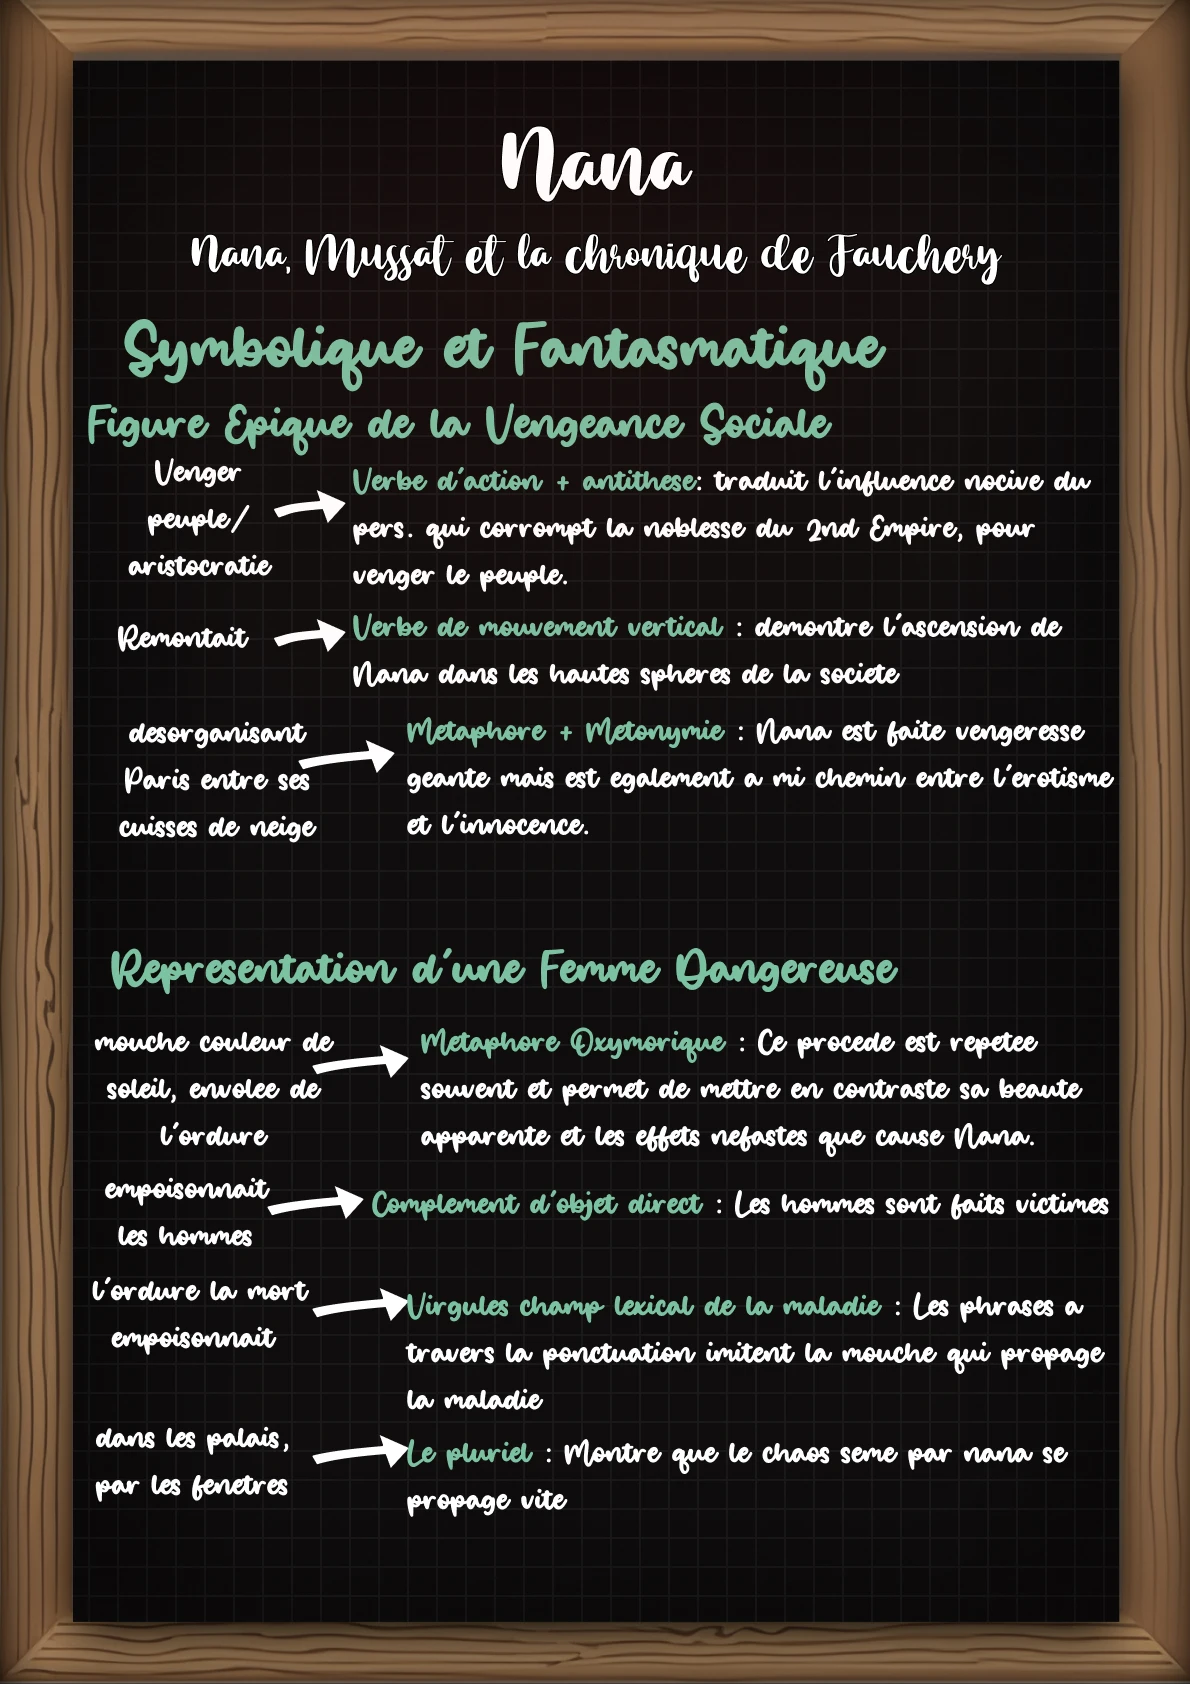 Nana
Nana, Mussat et la chronique de Fauchery
Symbolique et Fantasmatique
Figure Epique de la Vengeance Sociale
Venger
peuple/
aristocratie
Verbe d'action + antithese: traduit l'influence nocive du
pers. qui corrompt la noblesse du 2nd Empire, pour
venger le peuple.
Remontait
Verbe de mouvement vertical : demontre l'ascension de
Nana dans les hautes spheres de la societe
desorganisant
Paris entre ses
cuisses de neige
Metaphore + Metonymie : Nana est faite vengeresse
geante mais est egalement a mi chemin entre l'erotisme
et l'innocence.
Representation d'une Femme Dangereuse
mouche couleur de
soleil, envolee de
l'ordure
Metaphore Oxymorique : Ce procede est repetee
souvent et permet de mettre en contraste sa beaute
apparente et les effets nefastes que cause Nana.
empoisonnait
les hommes
Complement d'objet direct : Les hommes sont faits victimes
l'ordure la mort
empoisonnait
Virgules champ lexical de la maladie : Les phrases a
travers la ponctuation imitent la mouche qui propage
la maladie
dans les palais,
par les fenetres
Le pluriel : Montre que le chaos seme par nana se
propage vite